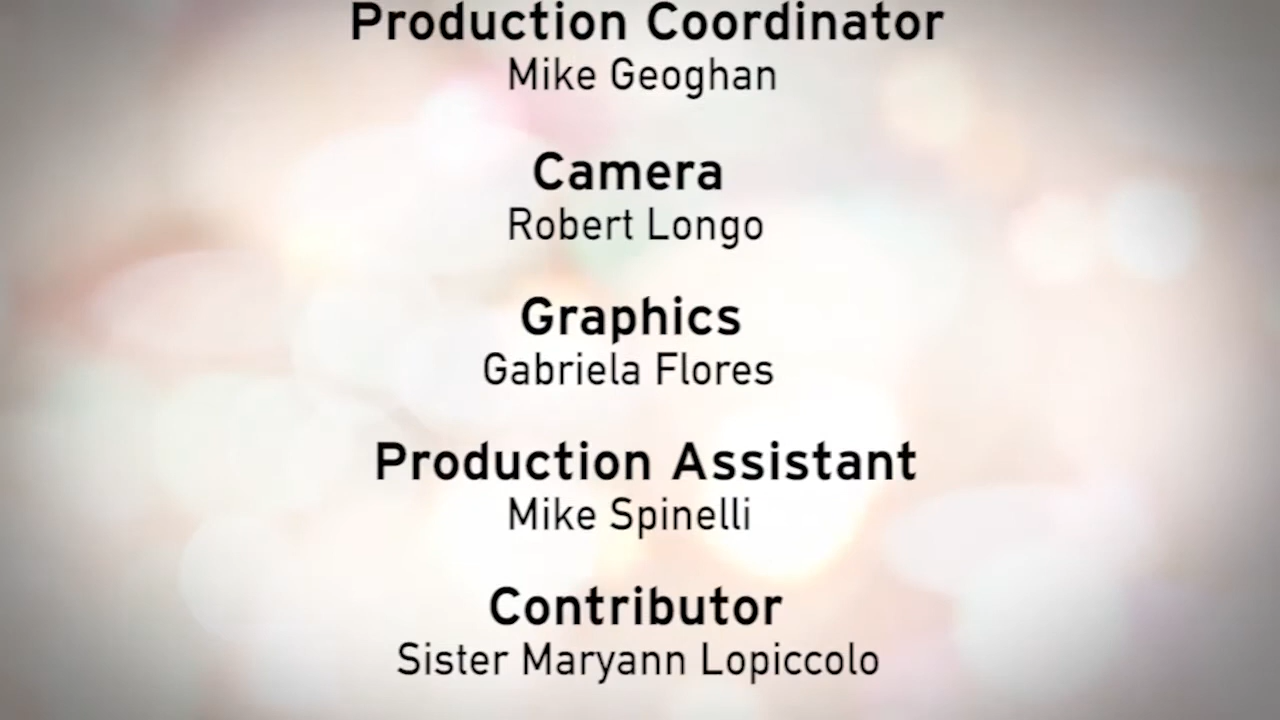 Production Coordinator
Mike Geoghan
Camera
Robert Longo
Graphics
Gabriela Flores
Production Assistant
Mike Spinelli
Contributor
Sister Maryann Lopiccolo